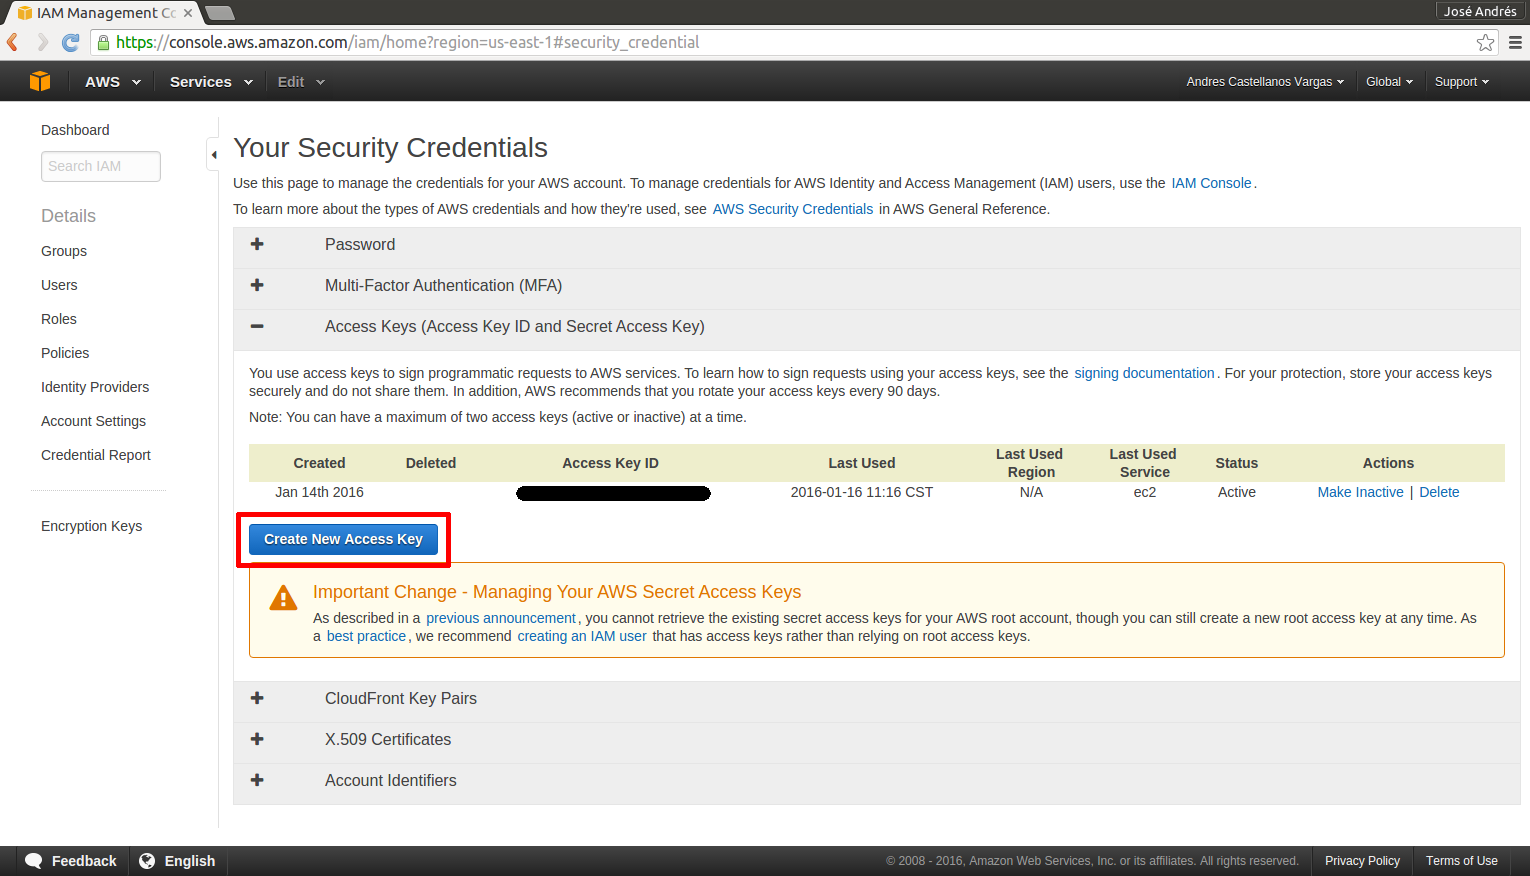 IAM Management Co
José Andrés
https://console.aws.amazon.com/iam/home?region=us-east-1#security_credential
AWS Services Edit
Andres Castellanos Vargas Global Support
Dashboard
Search IAM
Details
Groups
Users
Roles
Policies
Identity Providers
Account Settings
Credential Report
Encryption Keys
Your Security Credentials
Use this page to manage the credentials for your AWS account. To manage credentials for AWS Identity and Access Management (IAM) users, use the IAM Console.
To learn more about the types of AWS credentials and how they're used, see AWS Security Credentials in AWS General Reference.
Password
Multi-Factor Authentication (MFA)
Access Keys (Access Key ID and Secret Access Key)
You use access keys to sign programmatic requests to AWS services. To learn how to sign requests using your access keys, see the signing documentation. For your protection, store your access keys
securely and do not share them. In addition, AWS recommends that you rotate your access keys every 90 days.
Note: You can have a maximum of two access keys (active or inactive) at a time.
Created Deleted Access Key ID Last Used Last Used Region Last Used Service Status Actions
Jan 14th 2016 2016-01-16 11:16 CST N/A ec2 Active Make Inactive | Delete
Create New Access Key
Important Change - Managing Your AWS Secret Access Keys
As described in a previous announcement, you cannot retrieve the existing secret access keys for your AWS root account, though you can still create a new root access key at any time. As
a best practice, we recommend creating an IAM user that has access keys rather than relying on root access keys.
CloudFront Key Pairs
X.509 Certificates
Account Identifiers
Feedback English
© 2008 - 2016, Amazon Web Services, Inc. or its affiliates. All rights reserved. Privacy Policy Terms of Use